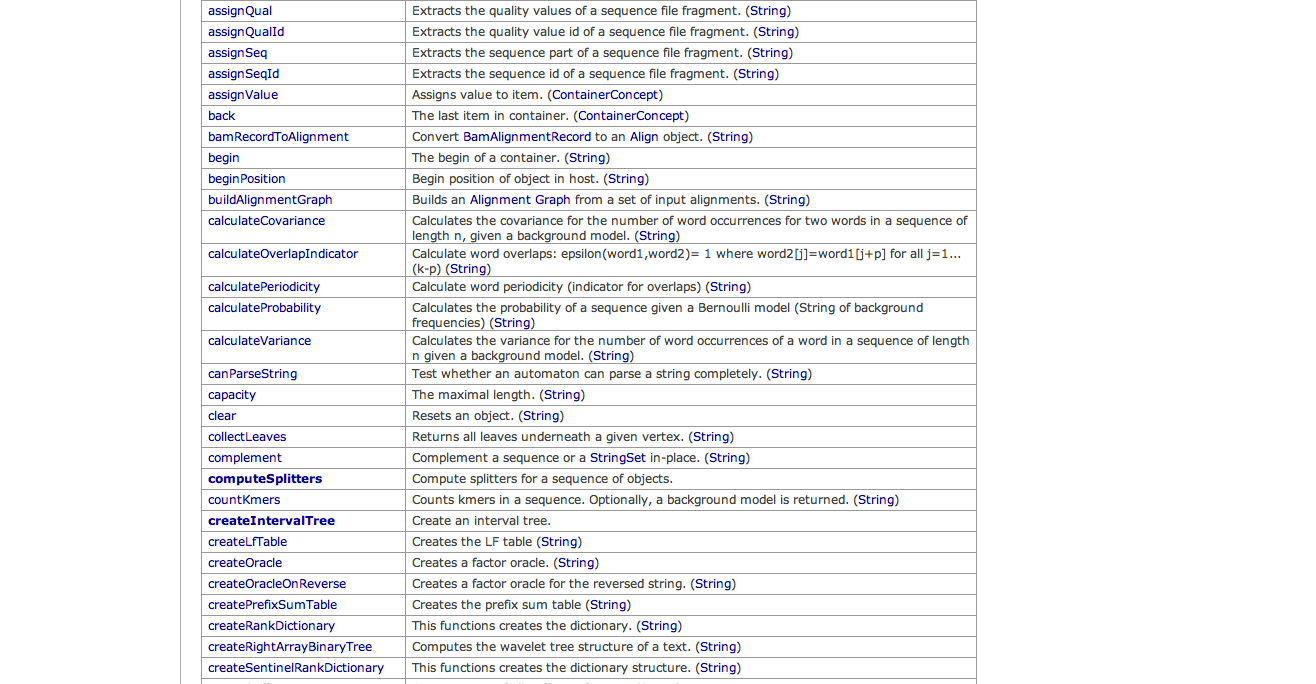 assignQual Extracts the quality values of a sequence file fragment. (String)
assignQualId Extracts the quality value id of a sequence file fragment. (String)
assignSeq Extracts the sequence part of a sequence file fragment. (String)
assignSeqId Extracts the sequence id of a sequence file fragment. (String)
assignValue Assigns value to item. (ContainerConcept)
back The last item in container. (ContainerConcept)
bamRecordToAlignment Convert BamAlignmentRecord to an Align object. (String)
begin The begin of a container. (String)
beginPosition Begin position of object in host. (String)
buildAlignmentGraph Builds an Alignment Graph from a set of input alignments. (String)
calculateCovariance Calculates the covariance for the number of word occurrences for two words in a sequence of
length n, given a background model. (String)
calculateOverlapIndicator Calculate word overlaps: epsilon(word1,word2)= 1 where word2[j]=word1[j+p] for all j=1...
(k-p) (String)
calculatePeriodicity Calculate word periodicity (indicator for overlaps) (String)
calculateProbability Calculates the probability of a sequence given a Bernoulli model (String of background
frequencies) (String)
calculateVariance Calculates the variance for the number of word occurrences of a word in a sequence of length
n given a background model. (String)
canParseString Test whether an automaton can parse a string completely. (String)
capacity The maximal length. (String)
clear Resets an object. (String)
collectLeaves Returns all leaves underneath a given vertex. (String)
complement Complement a sequence or a StringSet in-place. (String)
computeSplitters Compute splitters for a sequence of objects.
countKmers Counts kmers in a sequence. Optionally, a background model is returned. (String)
createIntervalTree Create an interval tree.
createLfTable Creates the LF table (String)
createOracle Creates a factor oracle. (String)
createOracleOnReverse Creates a factor oracle for the reversed string. (String)
createPrefixSumTable Creates the prefix sum table (String)
createRankDictionary This functions creates the dictionary. (String)
createRightArrayBinaryTree Computes the wavelet tree structure of a text. (String)
createSentinelRankDictionary This functions creates the dictionary structure. (String)